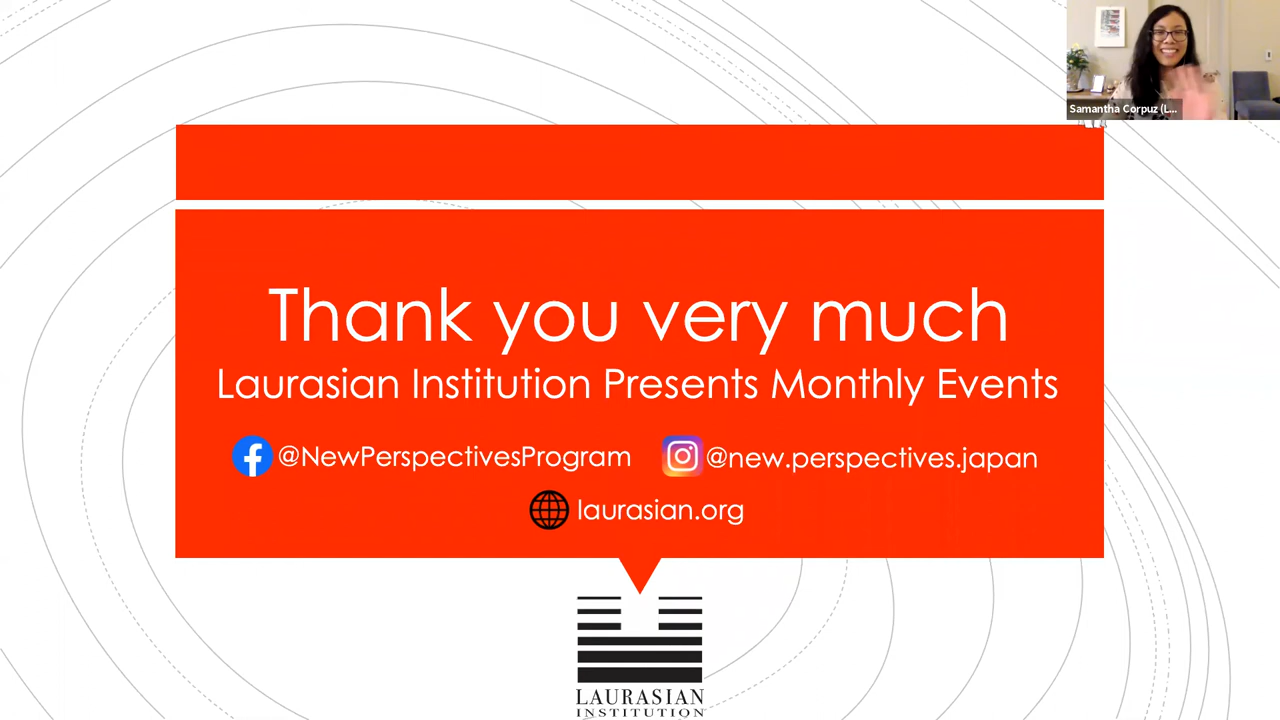 Samantha Corpuz (L...
Thank you very much
Laurasian Institution Presents Monthly Events
@NewPerspectivesProgram
@new.perspectives.japan
laurasian.org
LAURASIAN
INSTITUTION